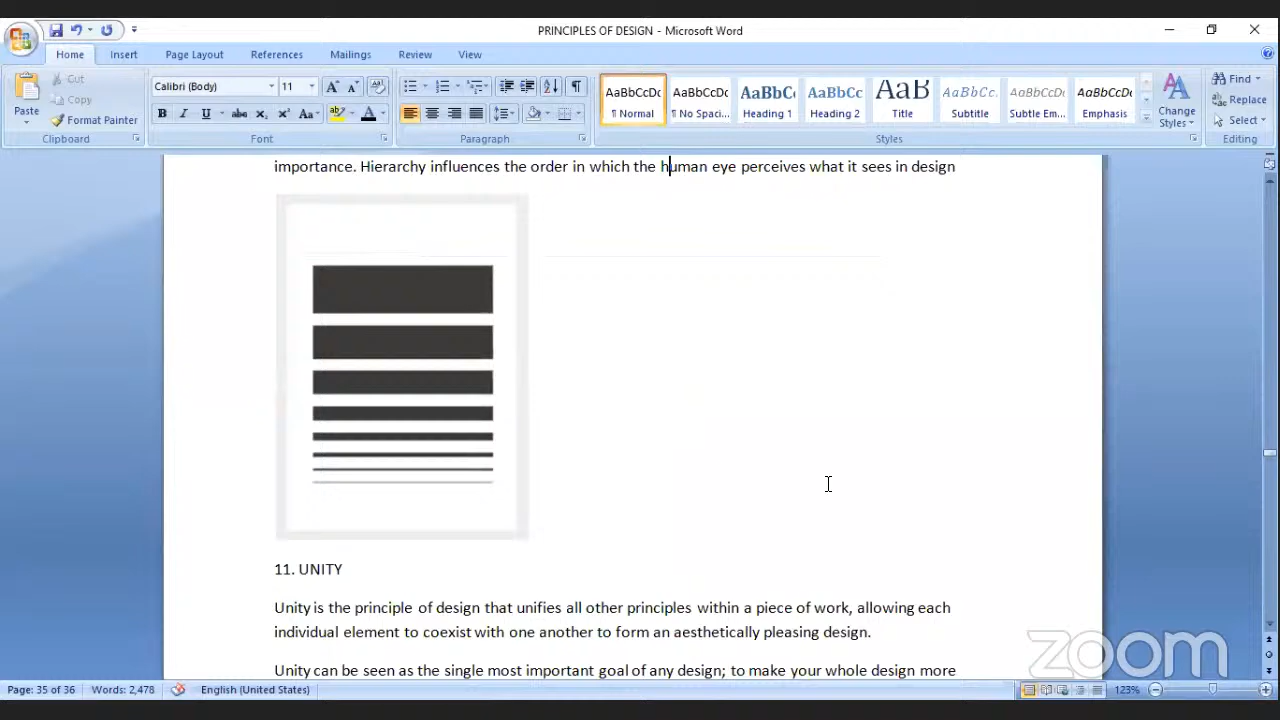 PRINCIPLES OF DESIGN - Microsoft Word
Home Insert Page Layout References Mailings Review View
Paste
Cut
Copy
Format Painter
Clipboard
Calibri (Body) 11
Font
Paragraph
AaBbCcDc AaBbCcDc AaBbCc AaBbCc AaB AaBbCc. AaBbCcDc AaBbCcDc
¶ Normal ¶ No Spaci... Heading 1 Heading 2 Title Subtitle Subtle Em... Emphasis
Change Styles
Styles
Find
Replace
Select
Editing
importance. Hierarchy influences the order in which the human eye perceives what it sees in design
11. UNITY
Unity is the principle of design that unifies all other principles within a piece of work, allowing each
individual element to coexist with one another to form an aesthetically pleasing design.
Unity can be seen as the single most important goal of any design; to make your whole design more
zoom
Page: 35 of 36 Words: 2,478 English (United States) 123%